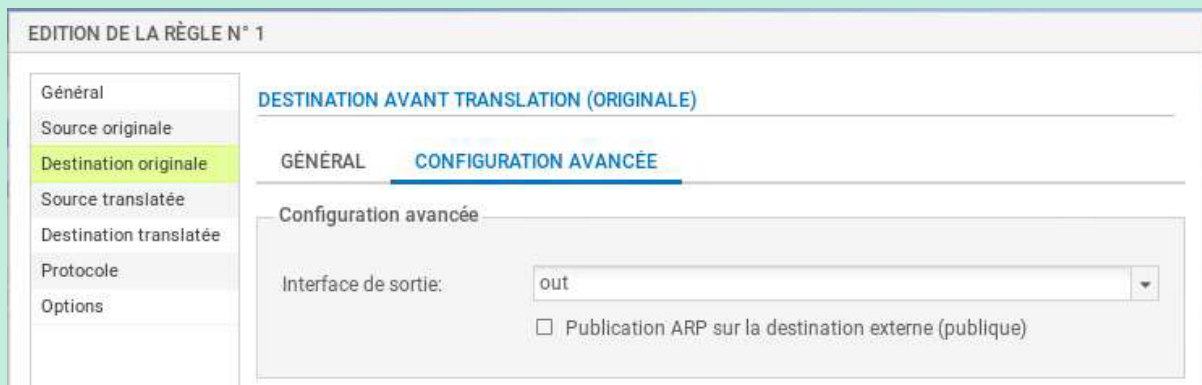 EDITION DE LA RÈGLE N° 1
Général
Source originale
Destination originale
Source translatée
Destination translatée
Protocole
Options
DESTINATION AVANT TRANSLATION (ORIGINALE)
GÉNÉRAL CONFIGURATION AVANCÉE
Configuration avancée
Interface de sortie: out
Publication ARP sur la destination externe (publique)